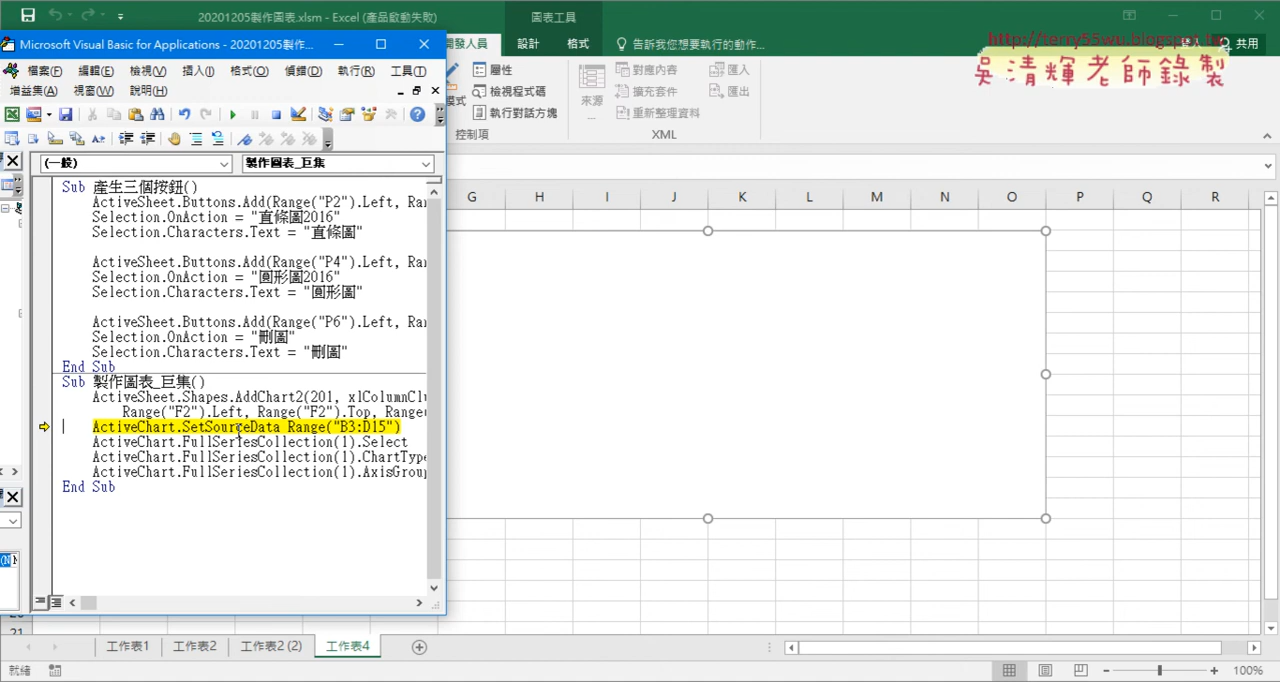 20201205製作圖表.xlsm - Excel (產品啟動失敗)
圖表工具
Microsoft Visual Basic for Applications - 20201205製作...
開發人員
設計
格式
告訴我您想要執行的動作...
登入
共用
http://terry55wu.blogspot.tw
吳清輝老師錄製
檔案(F) 編輯(E) 檢視(V) 插入(I) 格式(O) 偵錯(D) 執行(R) 工具(T)
增益集(A) 視窗(W) 說明(H)
屬性
檢視程式碼
執行對話方塊
控制項
來源
對應內容
擴充套件
重新整理資料
匯入
匯出
XML
(一般)
製作圖表_巨集
Sub 產生三個按鈕()
ActiveSheet.Buttons.Add(Range("P2").Left, Ran
Selection.OnAction = "直條圖2016"
Selection.Characters.Text = "直條圖"
ActiveSheet.Buttons.Add(Range("P4").Left, Ran
Selection.OnAction = "圓形圖2016"
Selection.Characters.Text = "圓形圖"
ActiveSheet.Buttons.Add(Range("P6").Left, Ran
Selection.OnAction = "刪圖"
Selection.Characters.Text = "刪圖"
End Sub
Sub 製作圖表_巨集()
ActiveSheet.Shapes.AddChart2(201, xlColumnClu
Range("F2").Left, Range("F2").Top, Range(
ActiveChart.SetSourceData Range("B3:D15")
ActiveChart.FullSeriesCollection(1).Select
ActiveChart.FullSeriesCollection(1).ChartType
ActiveChart.FullSeriesCollection(1).AxisGroup
End Sub
G H I J K L M N O P Q R
21
工作表1 工作表2 工作表2 (2) 工作表4
就緒
100%